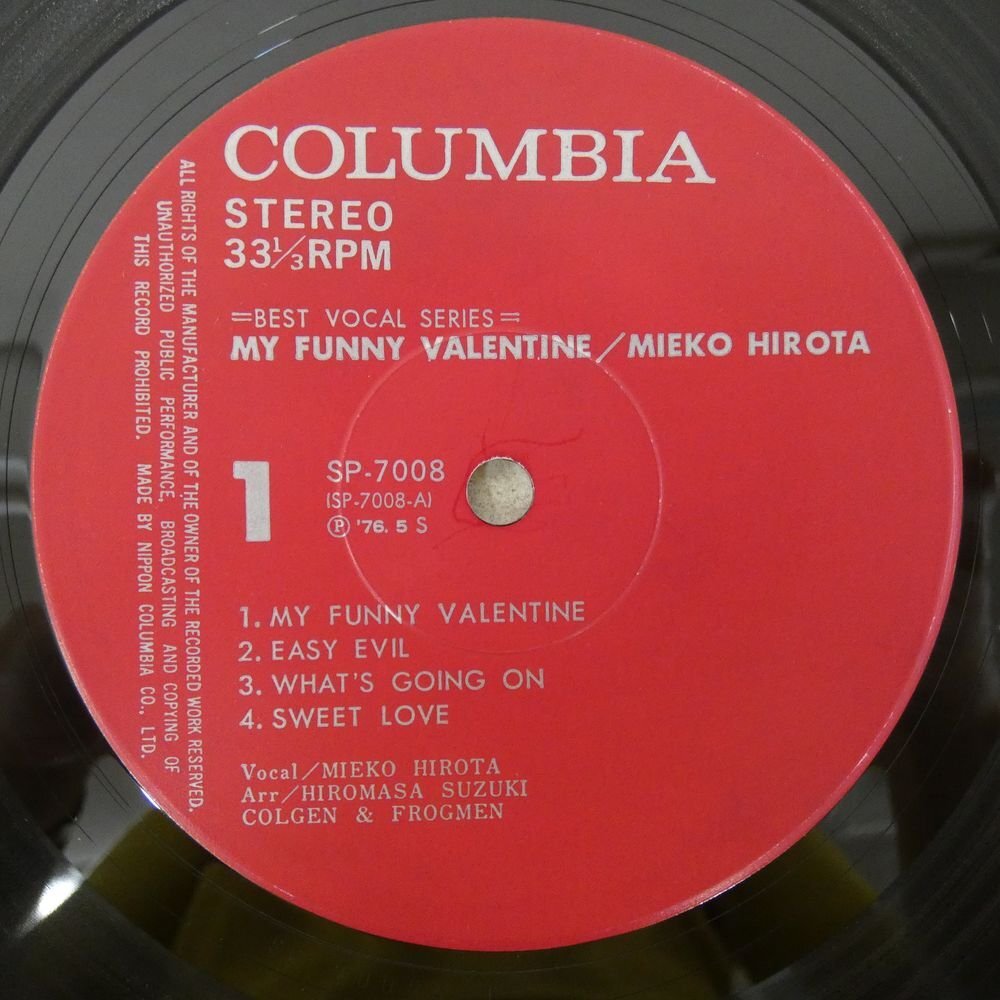 COLUMBIA
STEREO
33⅓RPM
=BEST VOCAL SERIES=
MY FUNNY VALENTINE/MIEKO HIROTA
1
SP-7008
(SP-7008-A)
Ⓟ '76. 5 S
1. MY FUNNY VALENTINE
2. EASY EVIL
3. WHAT'S GOING ON
4. SWEET LOVE
Vocal/MIEKO HIROTA
Arr/HIROMASA SUZUKI
COLGEN & FROGMEN
ALL RIGHTS OF THE MANUFACTURER AND OF THE OWNER OF THE RECORDED WORK RESERVED.
UNAUTHORIZED PUBLIC PERFORMANCE, BROADCASTING AND COPYING OF
THIS RECORD PROHIBITED. MADE BY NIPPON COLUMBIA CO., LTD.